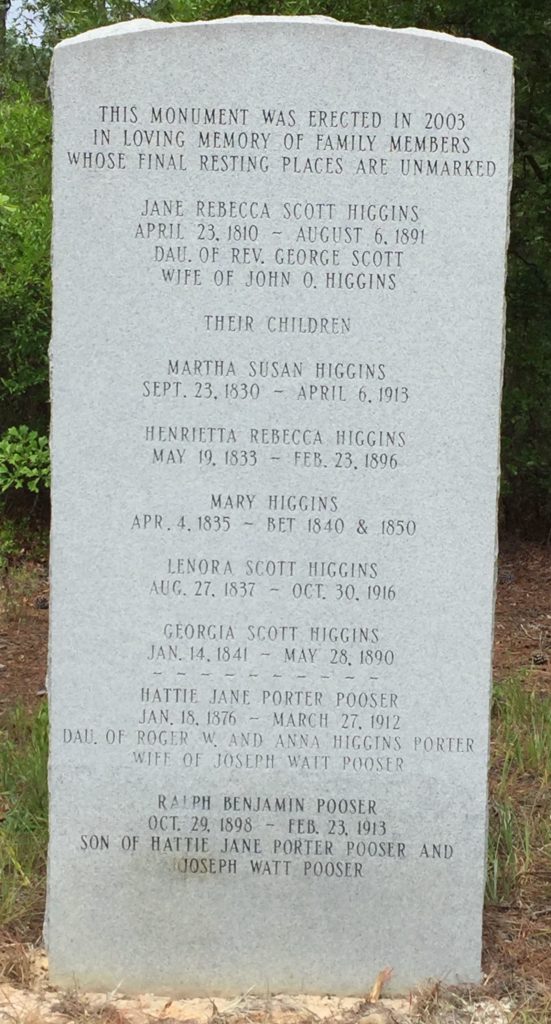 THIS MONUMENT WAS ERECTED IN 2003
IN LOVING MEMORY OF FAMILY MEMBERS
WHOSE FINAL RESTING PLACES ARE UNMARKED
JANE REBECCA SCOTT HIGGINS
APRIL 23, 1810 ~ AUGUST 6, 1891
DAU. OF REV. GEORGE SCOTT
WIFE OF JOHN O. HIGGINS
THEIR CHILDREN
MARTHA SUSAN HIGGINS
SEPT. 23, 1830 ~ APRIL 6, 1913
HENRIETTA REBECCA HIGGINS
MAY 19, 1833 ~ FEB. 23, 1896
MARY HIGGINS
APR. 4, 1835 ~ BET 1840 & 1850
LENORA SCOTT HIGGINS
AUG. 27, 1837 ~ OCT. 30, 1916
GEORGIA SCOTT HIGGINS
JAN. 14, 1841 ~ MAY 28, 1890
~ ~ ~ ~ ~ ~ ~ ~ ~ ~
HATTIE JANE PORTER POOSER
JAN. 18, 1876 ~ MARCH 27, 1912
DAU. OF ROGER W. AND ANNA HIGGINS PORTER
WIFE OF JOSEPH WATT POOSER
RALPH BENJAMIN POOSER
OCT. 29, 1898 ~ FEB. 23, 1913
SON OF HATTIE JANE PORTER POOSER AND
JOSEPH WATT POOSER